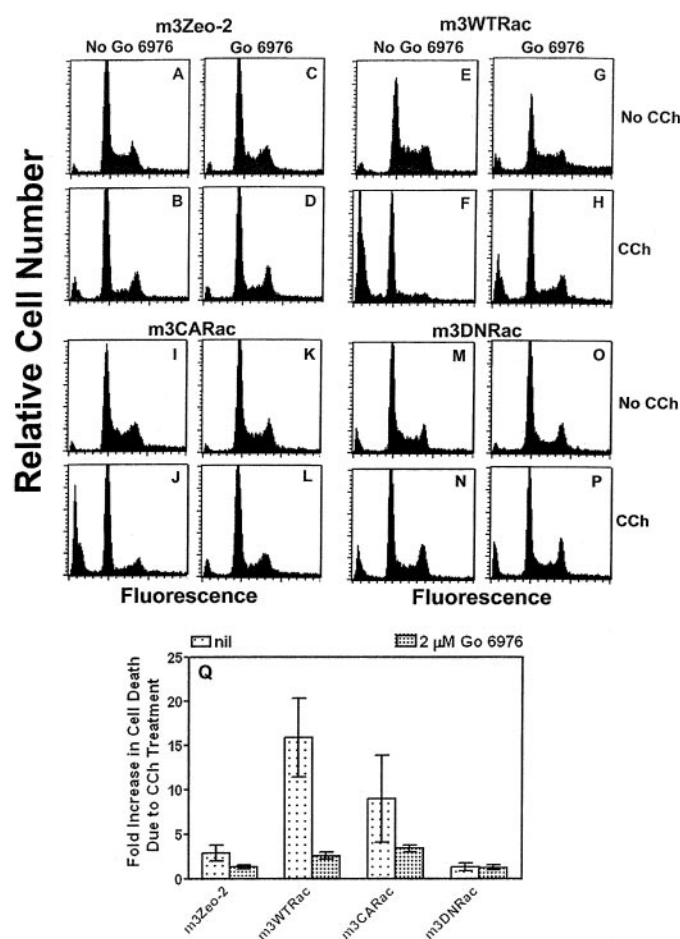 m3Zeo-2
m3WTRac
No Go 6976
Go 6976
No Go 6976
Go 6976
A
C
E
G
No CCh
B
D
F
H
CCh
Relative Cell Number
m3CARac
m3DNRac
I
K
M
O
No CCh
J
L
N
P
CCh
Fluorescence
Fluorescence
nil
2 μM Go 6976
Q
Fold Increase in Cell Death
Due to CCh Treatment
25
20
15
10
5
0
m3Zeo-2
m3WTRac
m3CARac
m3DNRac